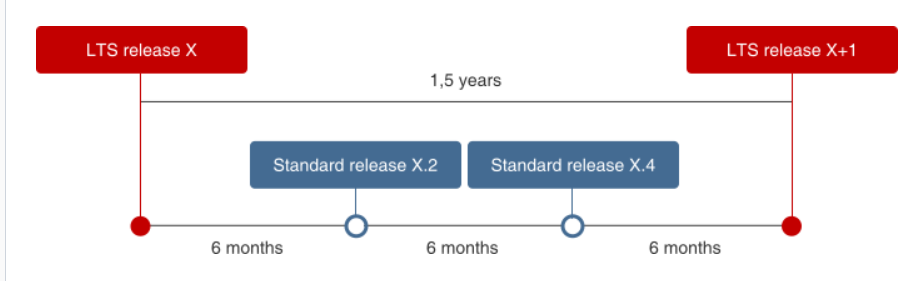 LTS release X
LTS release X+1
1,5 years
Standard release X.2
Standard release X.4
6 months
6 months
6 months